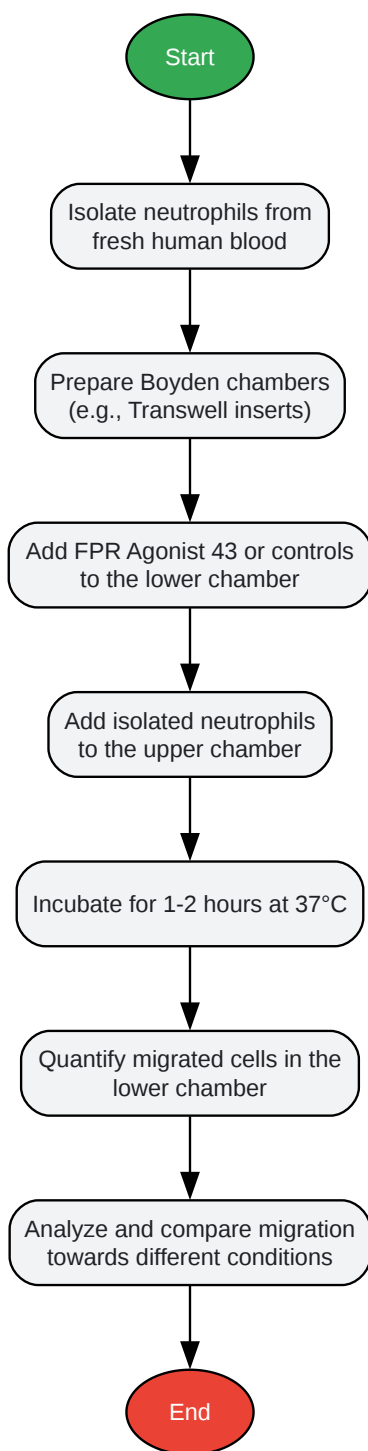 Start
Isolate neutrophils from
fresh human blood
Prepare Boyden chambers
(e.g., Transwell inserts)
Add FPR Agonist 43 or controls
to the lower chamber
Add isolated neutrophils
to the upper chamber
Incubate for 1-2 hours at 37°C
Quantify migrated cells in the
lower chamber
Analyze and compare migration
towards different conditions
End